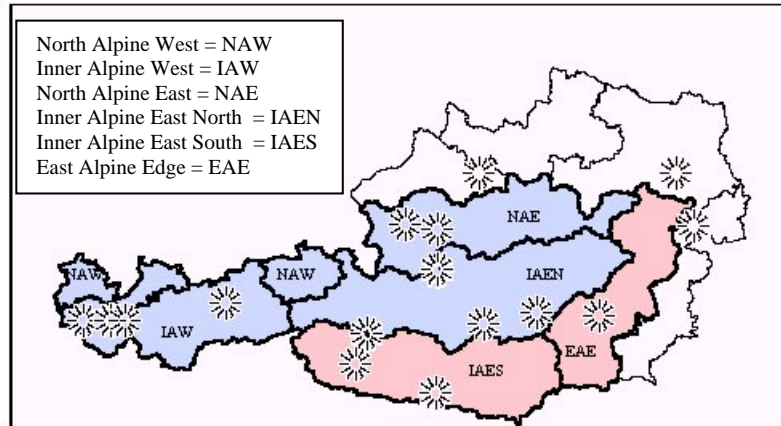 North Alpine West = NAW
Inner Alpine West = IAW
North Alpine East = NAE
Inner Alpine East North = IAEN
Inner Alpine East South = IAES
East Alpine Edge = EAE
NAE
NAW
NAW
IAEN
IAW
EAE
IAES